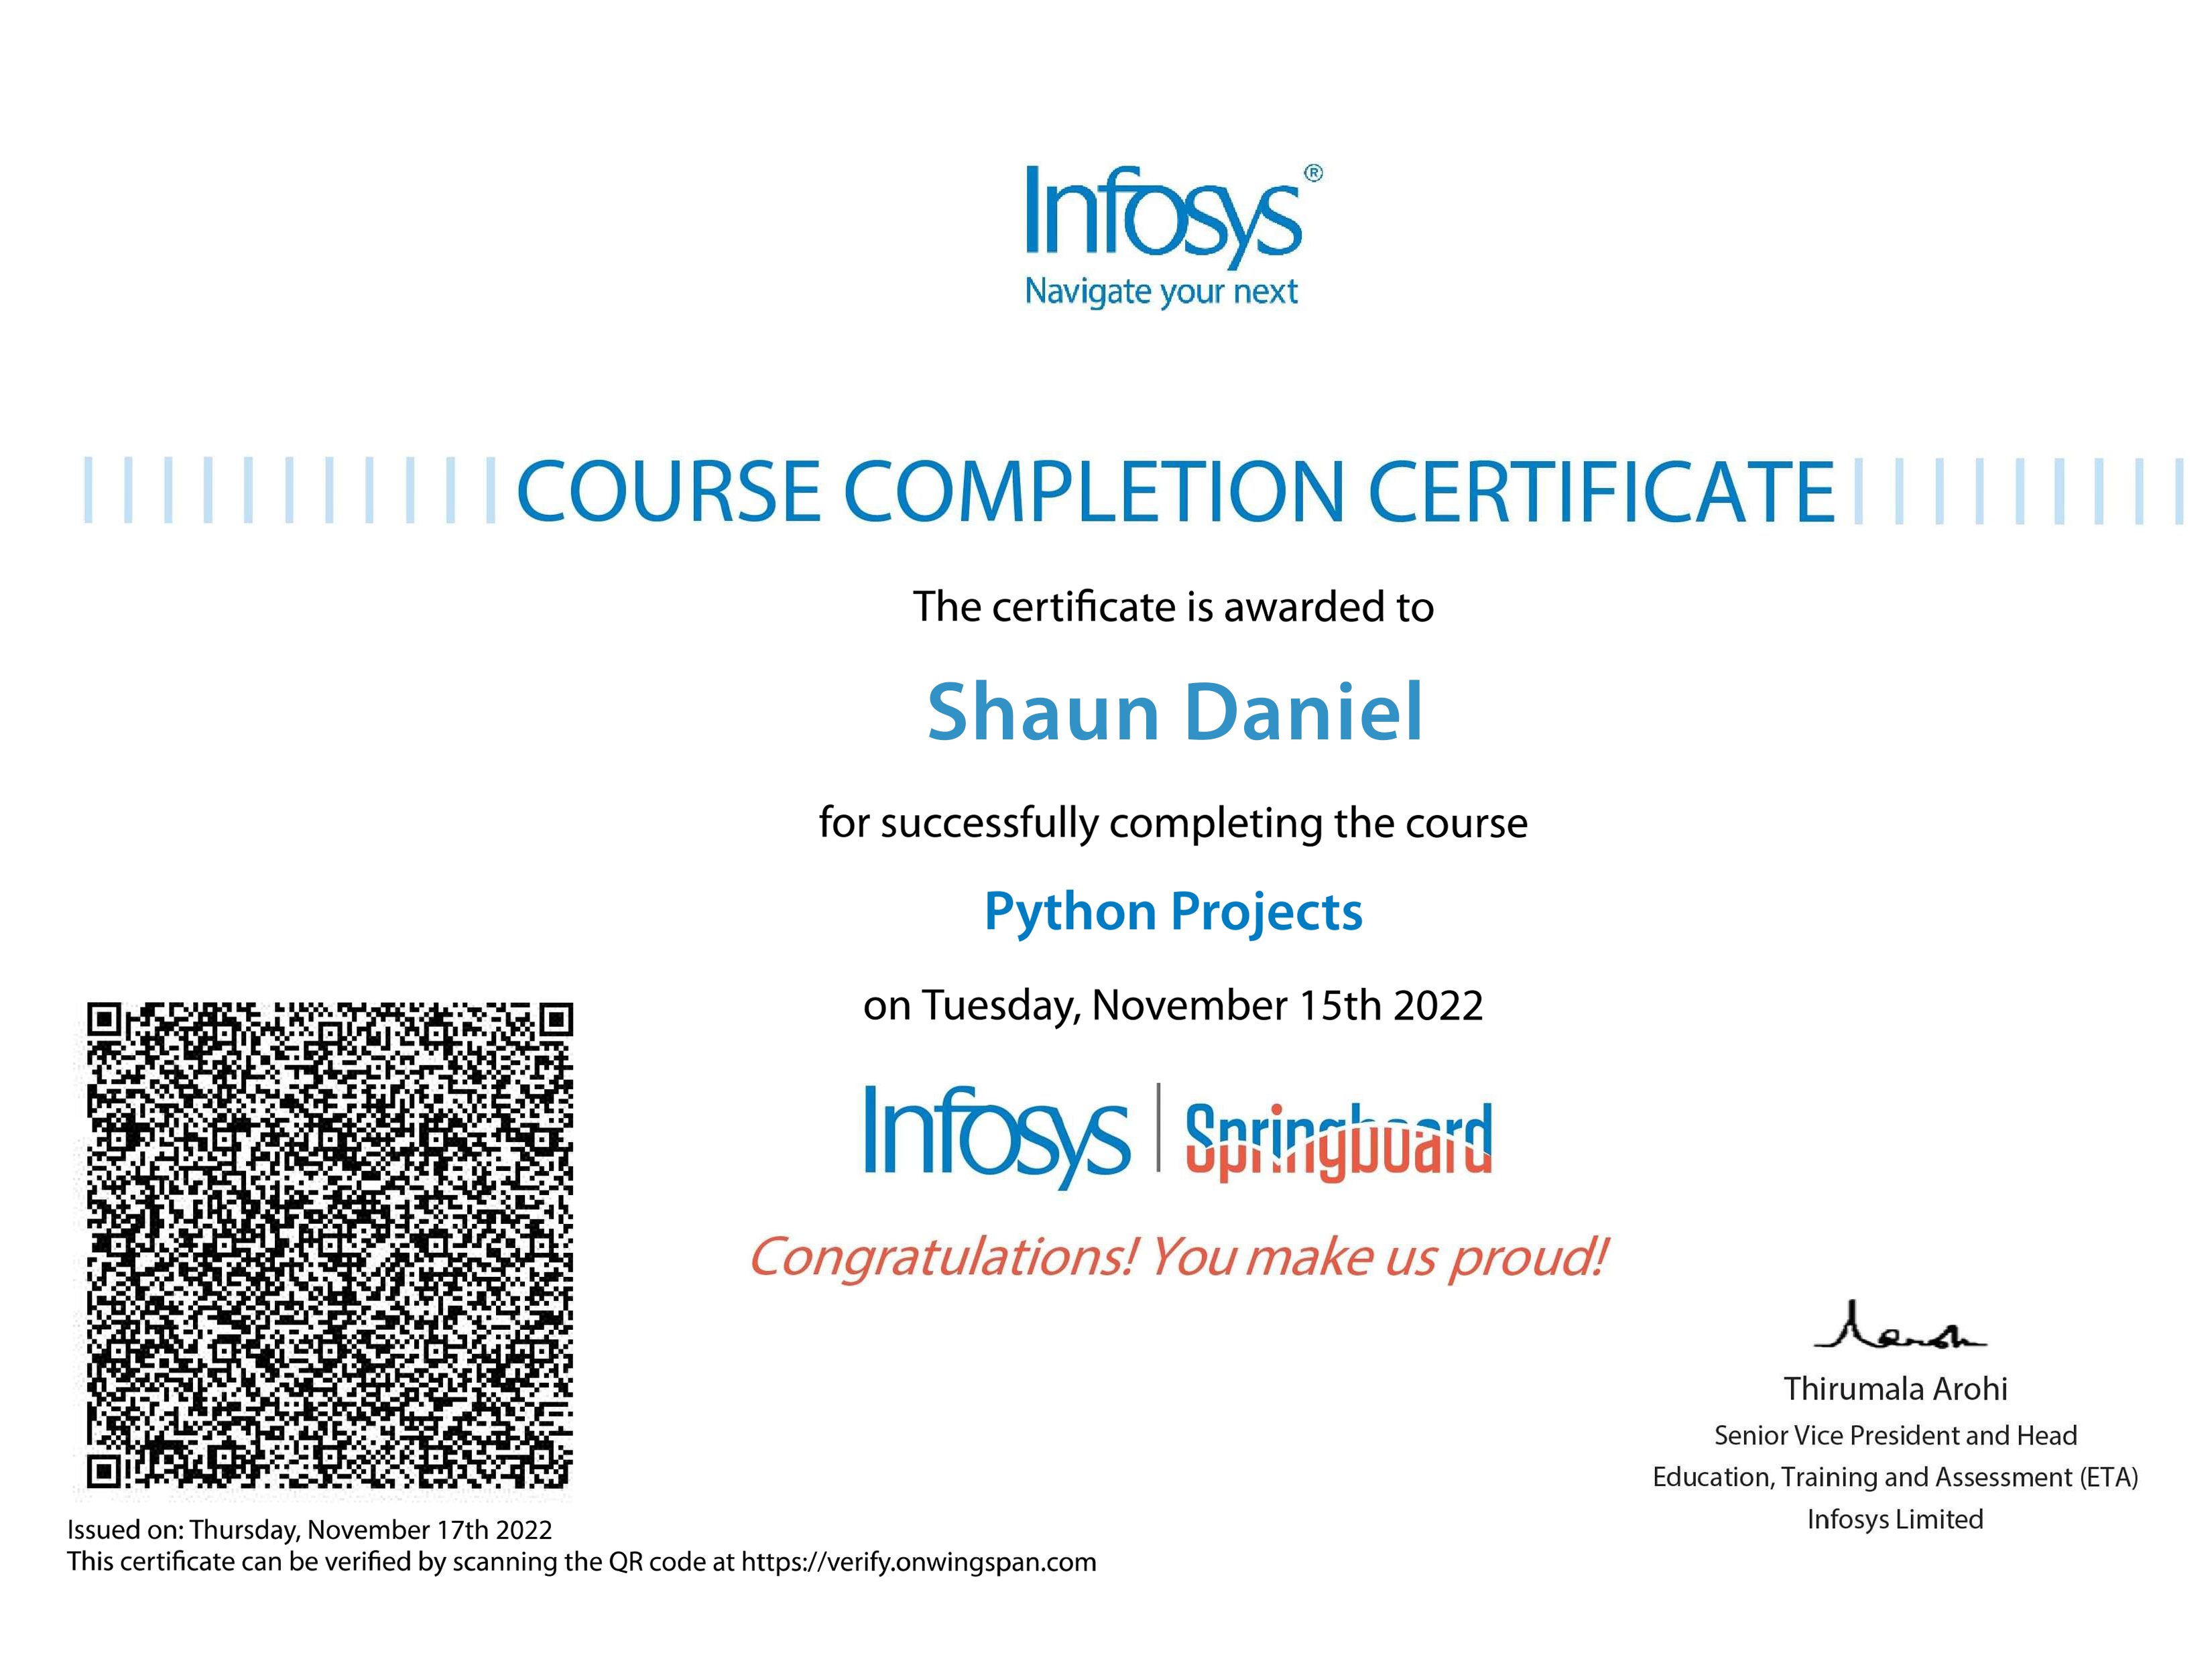 Infosys®
Navigate your next
COURSE COMPLETION CERTIFICATE
The certificate is awarded to
Shaun Daniel
for successfully completing the course
Python Projects
on Tuesday, November 15th 2022
Infosys | Springboard
Congratulations! You make us proud!
Thirumala Arohi
Senior Vice President and Head
Education, Training and Assessment (ETA)
Infosys Limited
Issued on: Thursday, November 17th 2022
This certificate can be verified by scanning the QR code at https://verify.onwingspan.com